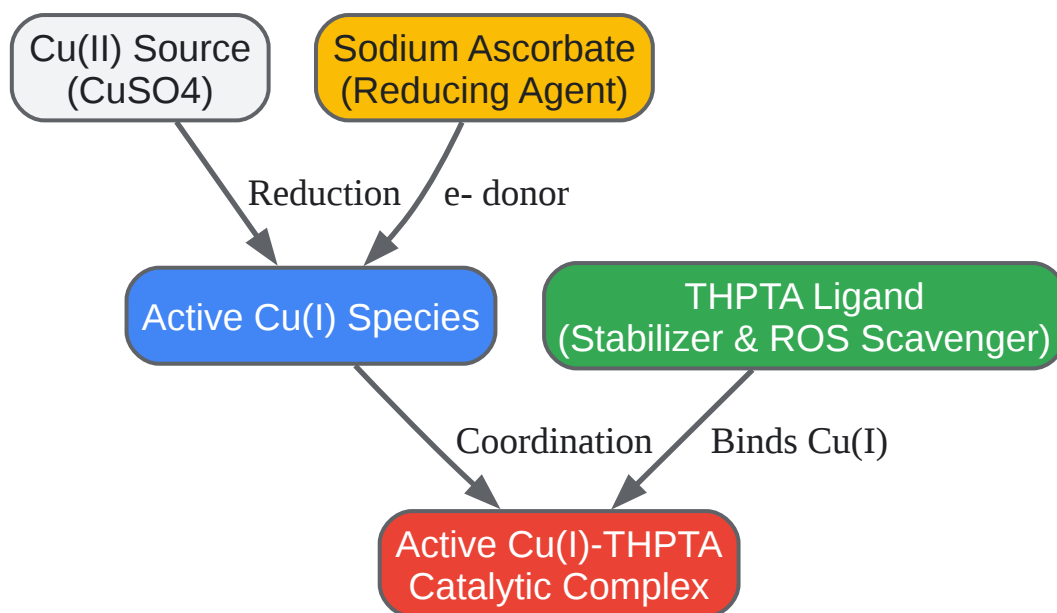 Cu(II) Source
(CuSO4)
Sodium Ascorbate
(Reducing Agent)
Reduction
e- donor
Active Cu(I) Species
THPTA Ligand
(Stabilizer & ROS Scavenger)
Coordination
Binds Cu(I)
Active Cu(I)-THPTA
Catalytic Complex